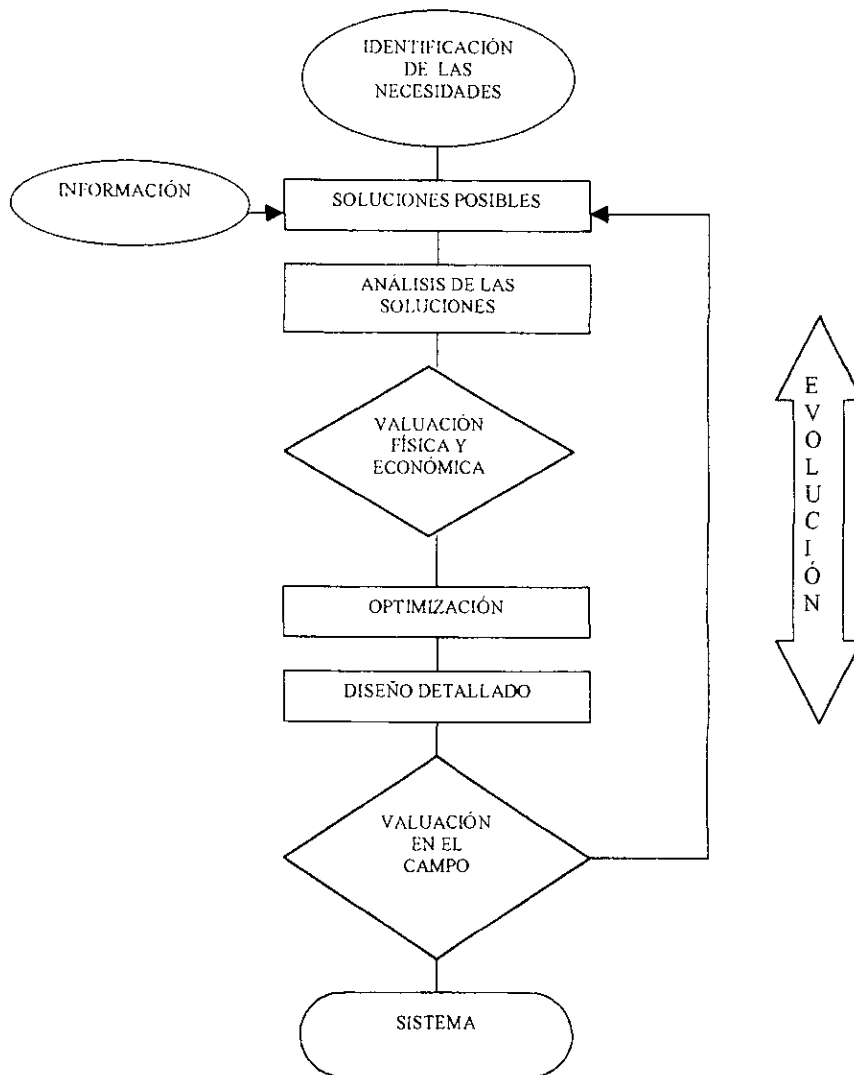 IDENTIFICACIÓN
DE LAS
NECESIDADES
INFORMACIÓN
SOLUCIONES POSIBLES
ANÁLISIS DE LAS
SOLUCIONES
VALUACIÓN
FÍSICA Y
ECONÓMICA
OPTIMIZACIÓN
DISEÑO DETALLADO
VALUACIÓN
EN EL
CAMPO
SISTEMA
EVOLUCIÓN